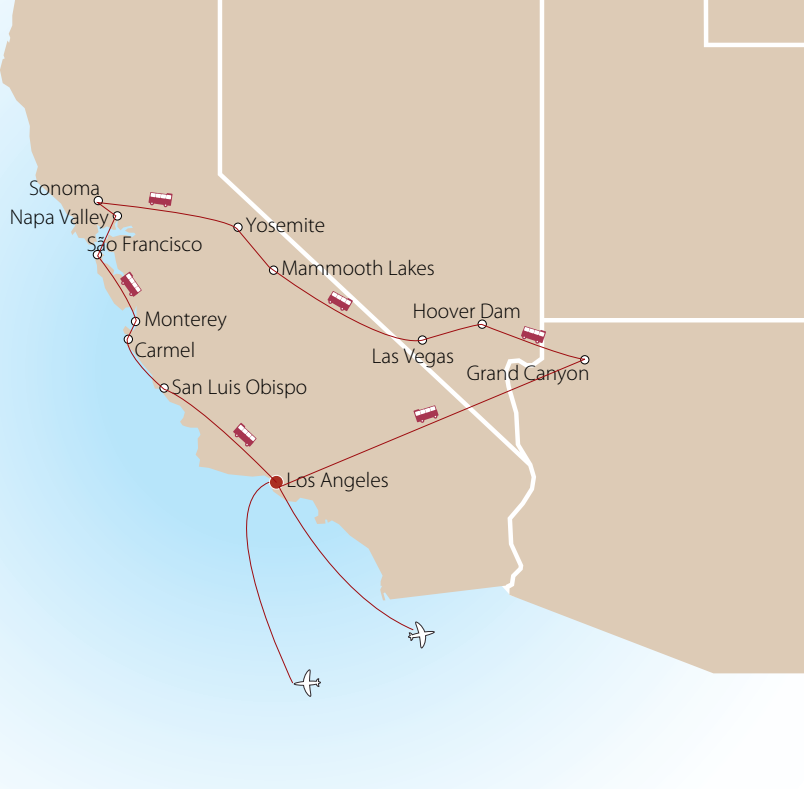 Sonoma
Napa Valley
Yosemite
São Francisco
Mammooth Lakes
Hoover Dam
Monterey
Carmel
Las Vegas
Grand Canyon
San Luis Obispo
Los Angeles